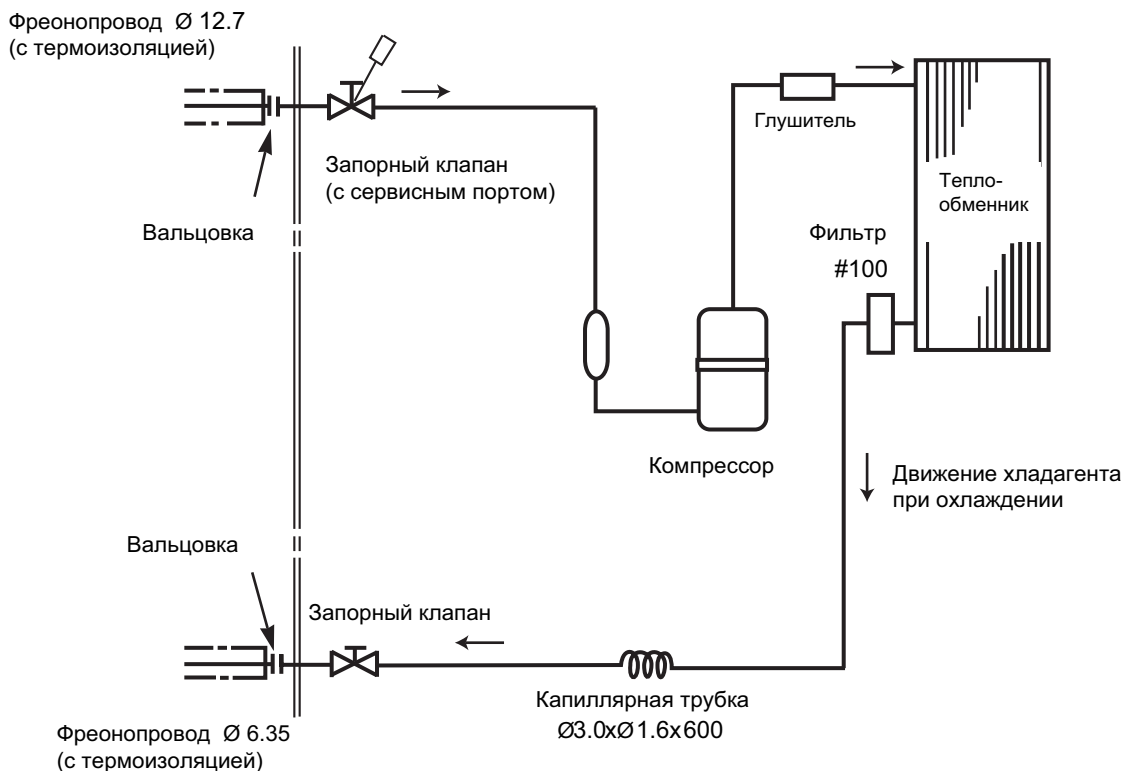 Фреонопровод Ø 12.7
(с термоизоляцией)
Глушитель
Запорный клапан
(с сервисным портом)
Тепло-
обменник
Вальцовка
Фильтр
#100
Компрессор
Движение хладагента
при охлаждении
Вальцовка
Запорный клапан
Капиллярная трубка
Ø3.0xØ1.6x600
Фреонопровод Ø 6.35
(с термоизоляцией)